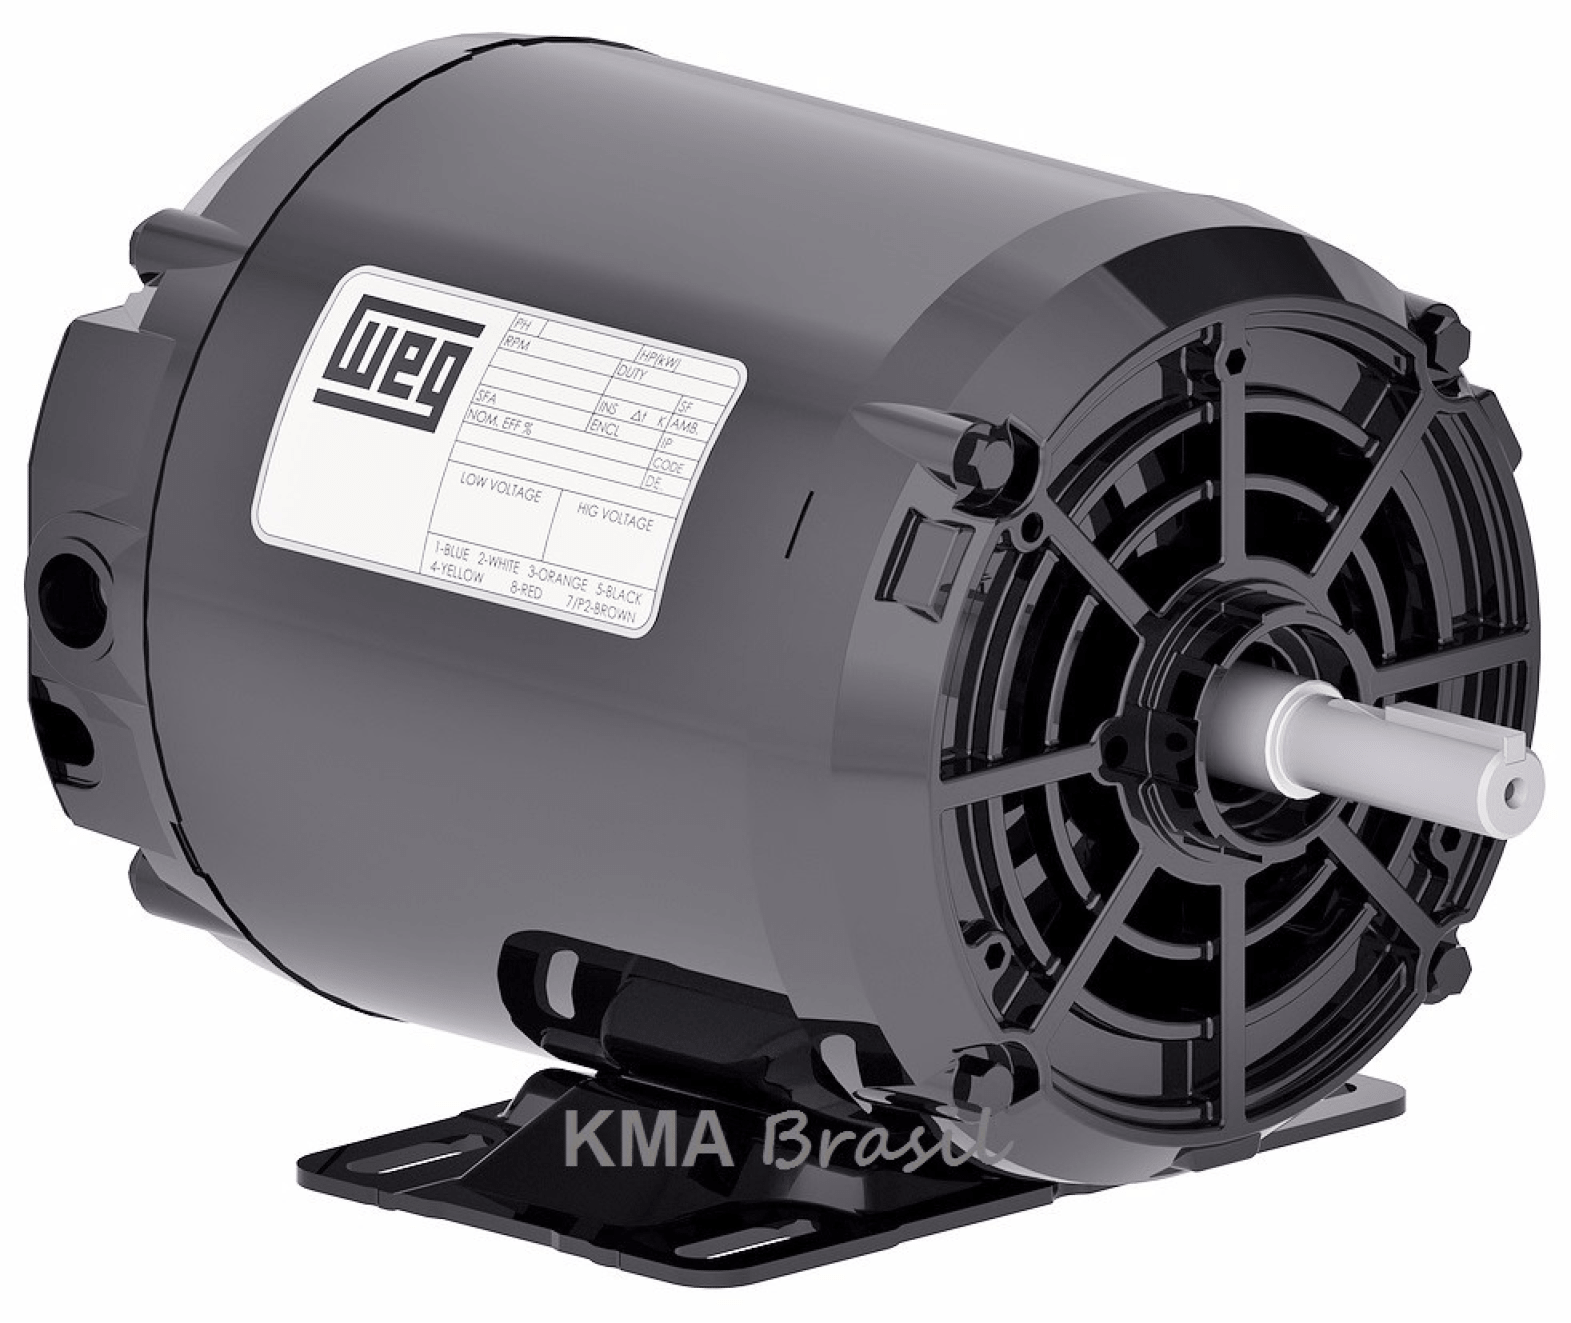 WEG
PH
HP(kW)
RPM
DUTY
SFA
INS Δt K
SF
NOM. EFF %
ENCL
AMB.
IP
CODE
DE.
LOW VOLTAGE
HIG VOLTAGE
1-BLUE 2-WHITE 3-ORANGE 5-BLACK
4-YELLOW 8-RED 7/P2-BROWN
KMA Brasil